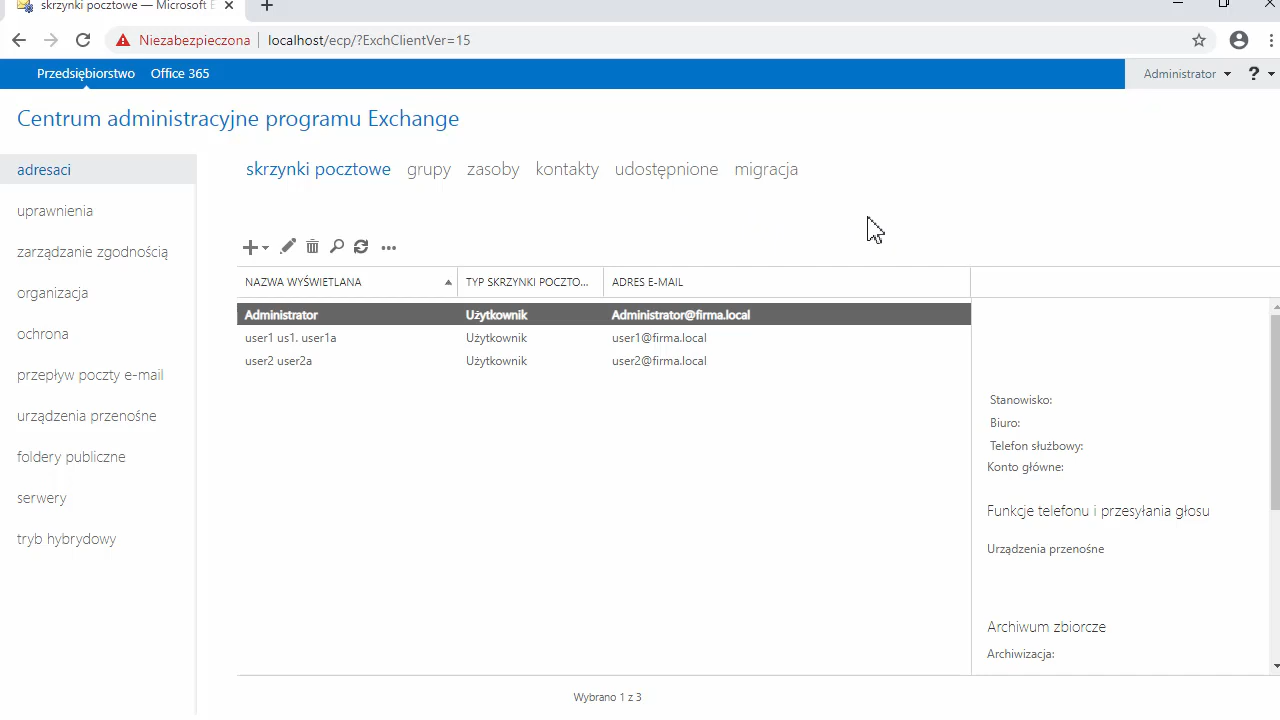 skrzynki pocztowe — Microsoft E
Niezabezpieczona localhost/ecp/?ExchClientVer=15
Przedsiębiorstwo Office 365 Administrator ?
Centrum administracyjne programu Exchange
adresaci
uprawnienia
zarządzanie zgodnością
organizacja
ochrona
przepływ poczty e-mail
urządzenia przenośne
foldery publiczne
serwery
tryb hybrydowy
skrzynki pocztowe grupy zasoby kontakty udostępnione migracja
NAZWA WYŚWIETLANA TYP SKRZYNKI POCZTO... ADRES E-MAIL
Administrator Użytkownik Administrator@firma.local
user1 us1. user1a Użytkownik user1@firma.local
user2 user2a Użytkownik user2@firma.local
Wybrano 1 z 3
Stanowisko:
Biuro:
Telefon służbowy:
Konto główne:
Funkcje telefonu i przesyłania głosu
Urządzenia przenośne
Archiwum zbiorcze
Archiwizacja: